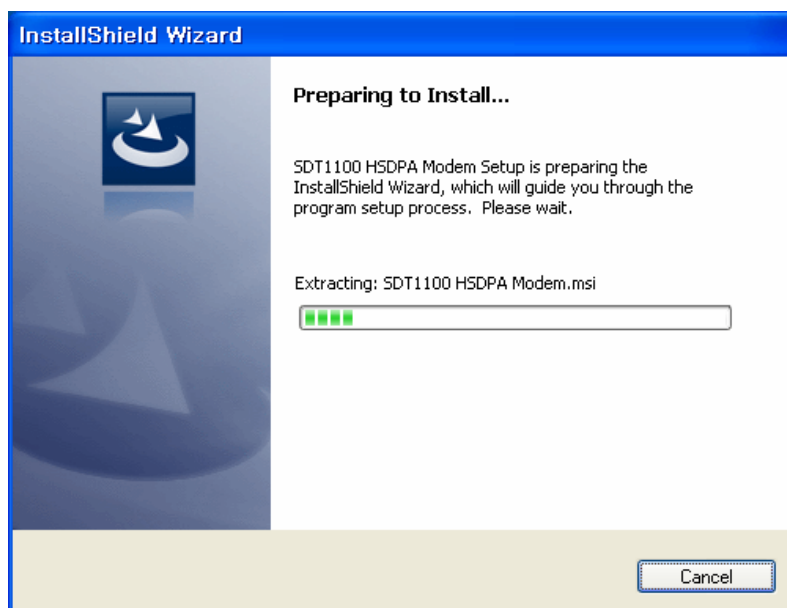 InstallShield Wizard
Preparing to Install...
SDT1100 HSDPA Modem Setup is preparing the
InstallShield Wizard, which will guide you through the
program setup process.  Please wait.
Extracting: SDT1100 HSDPA Modem.msi
Cancel